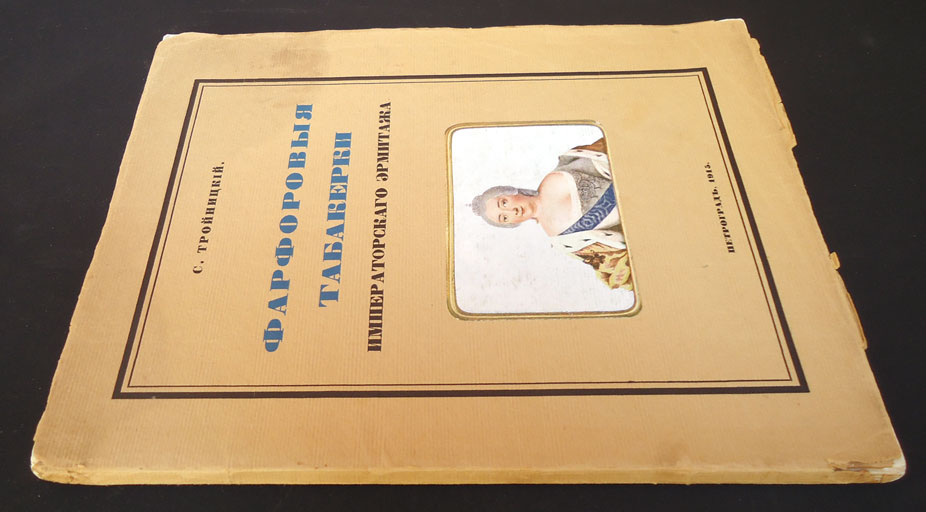 С. ТРОЙНИЦКІЙ.
ФАРФОРОВЫЯ
ТАБАКЕРКИ
ИМПЕРАТОРСКАГО ЭРМИТАЖА
ПЕТРОГРАДЪ. 1915.